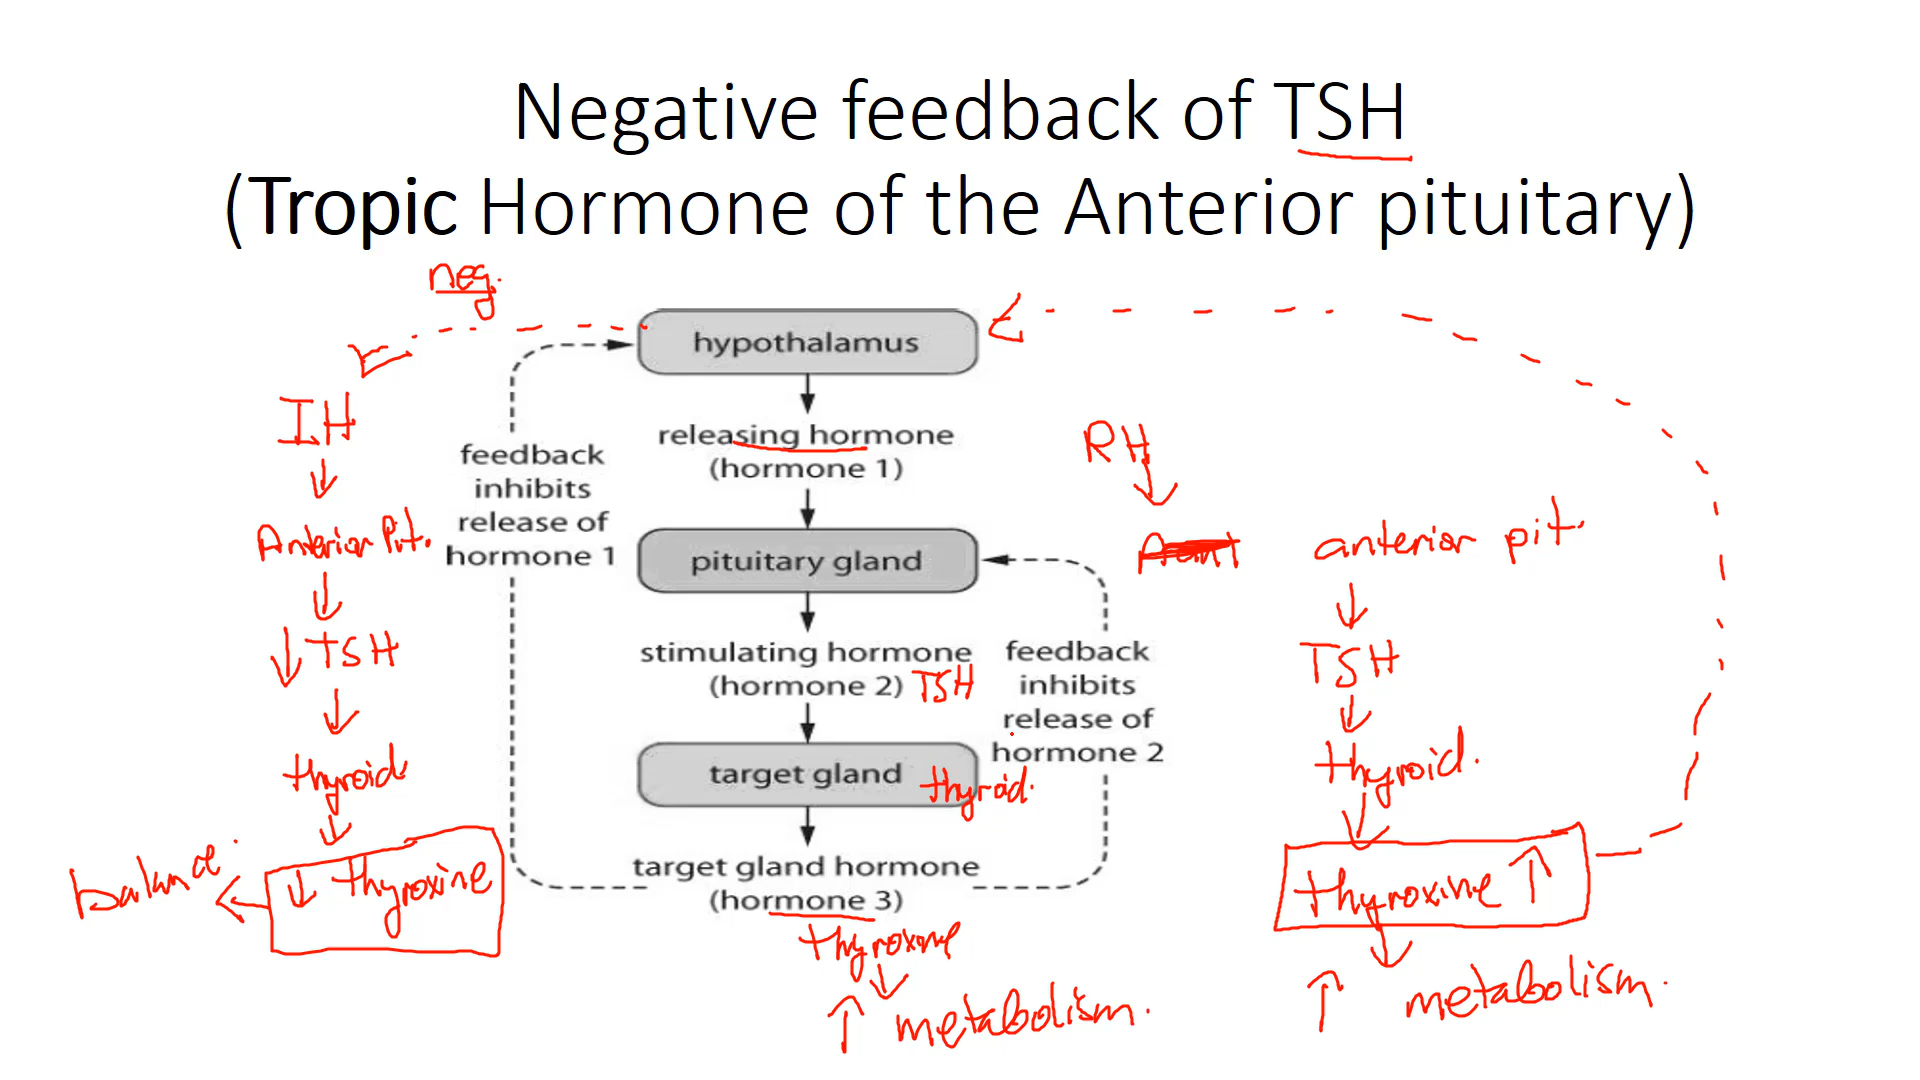 Negative feedback of TSH
(Tropic Hormone of the Anterior pituitary)
neg.
hypothalamus
releasing hormone
(hormone 1)
feedback
inhibits
release of
hormone 1
pituitary gland
stimulating hormone
(hormone 2) TSH
feedback
inhibits
release of
hormone 2
target gland thyroid.
target gland hormone
(hormone 3)
thyroxine
metabolism.
IH
Anterior Pit.
TSH
thyroid
thyroxine
balance.
RH
anterior pit.
TSH
thyroid.
thyroxine
metabolism.